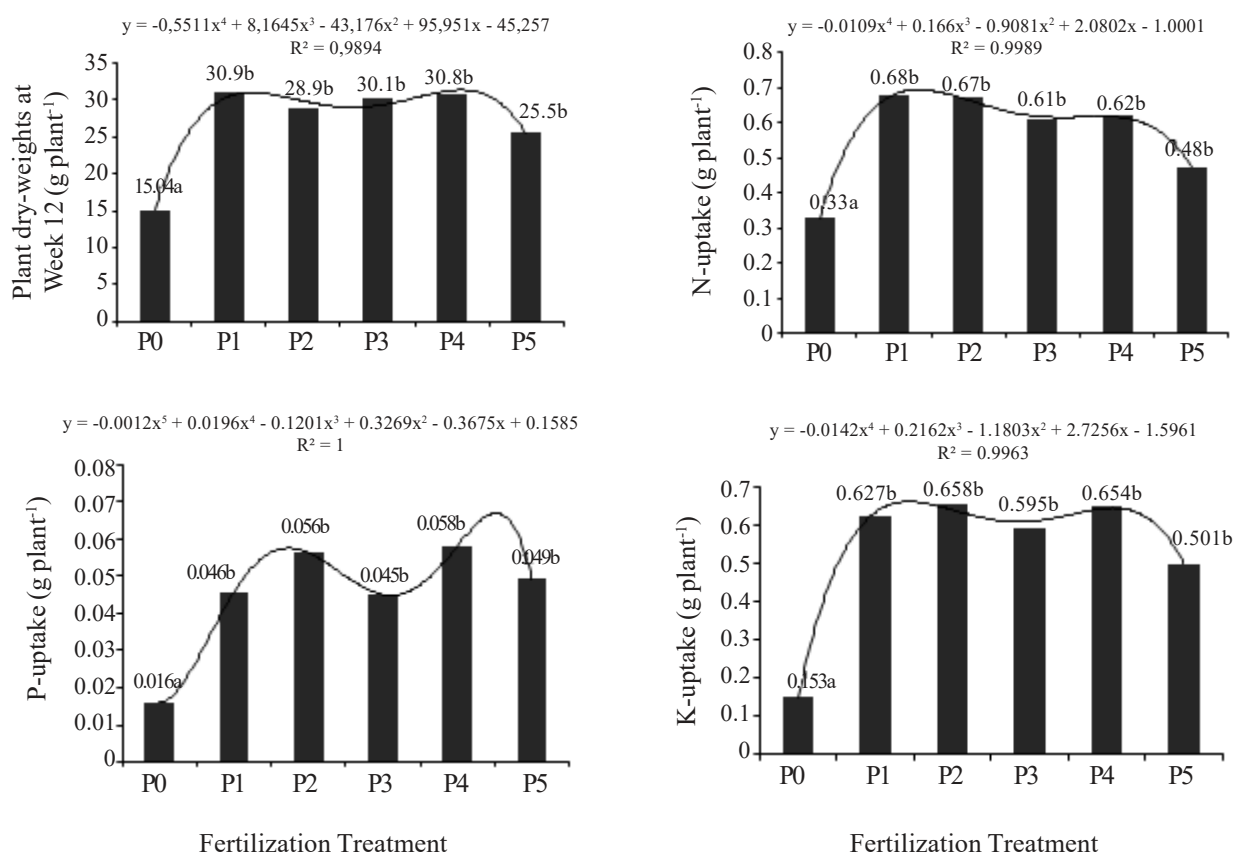 y = -0,5511x⁴ + 8,1645x³ - 43,176x² + 95,951x - 45,257
R² = 0,9894
Plant dry-weights at
Week 12 (g plant⁻¹)
35
30
25
20
15
10
5
0
15.04a
30.9b
28.9b
30.1b
30.8b
25.5b
P0 P1 P2 P3 P4 P5
y = -0.0109x⁴ + 0.166x³ - 0.9081x² + 2.0802x - 1.0001
R² = 0.9989
N-uptake (g plant⁻¹)
0.8
0.7
0.6
0.5
0.4
0.3
0.2
0.1
0
0.33a
0.68b
0.67b
0.61b
0.62b
0.48b
P0 P1 P2 P3 P4 P5
y = -0.0012x⁵ + 0.0196x⁴ - 0.1201x³ + 0.3269x² - 0.3675x + 0.1585
R² = 1
P-uptake (g plant⁻¹)
0.08
0.07
0.06
0.05
0.04
0.03
0.02
0.01
0
0.016a
0.046b
0.056b
0.045b
0.058b
0.049b
P0 P1 P2 P3 P4 P5
Fertilization Treatment
y = -0.0142x⁴ + 0.2162x³ - 1.1803x² + 2.7256x - 1.5961
R² = 0.9963
K-uptake (g plant⁻¹)
0.7
0.6
0.5
0.4
0.3
0.2
0.1
0
0.153a
0.627b
0.658b
0.595b
0.654b
0.501b
P0 P1 P2 P3 P4 P5
Fertilization Treatment